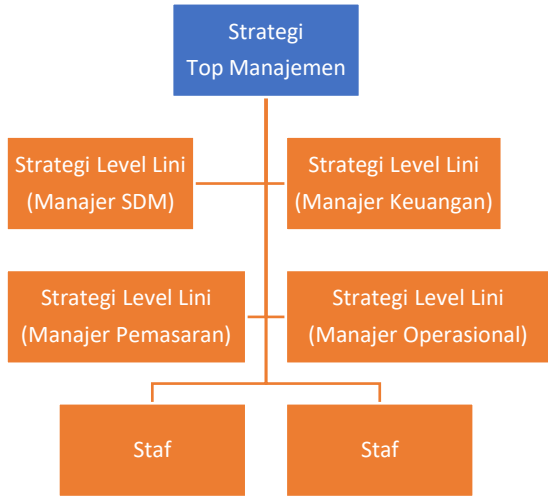 Strategi
Top Manajemen
Strategi Level Lini
(Manajer SDM)
Strategi Level Lini
(Manajer Keuangan)
Strategi Level Lini
(Manajer Pemasaran)
Strategi Level Lini
(Manajer Operasional)
Staf
Staf